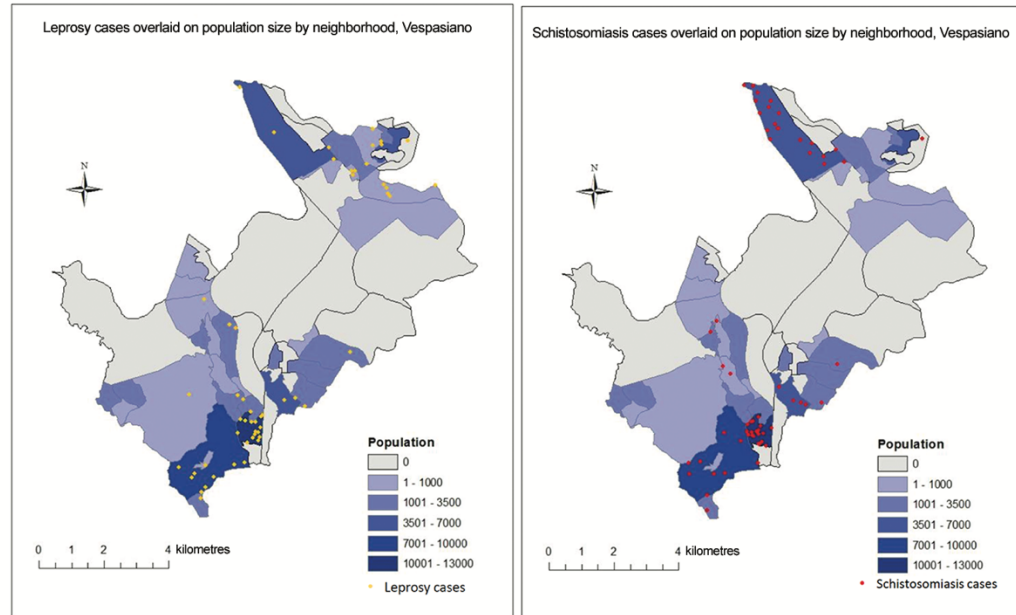 Leprosy cases overlaid on population size by neighborhood, Vespasiano
N
Population
0
1 - 1000
1001 - 3500
3501 - 7000
7001 - 10000
10001 - 13000
Leprosy cases
0 1 2 4 kilometres
Schistosomiasis cases overlaid on population size by neighborhood, Vespasiano
N
Population
0
1 - 1000
1001 - 3500
3501 - 7000
7001 - 10000
10001 - 13000
Schistosomiasis cases
0 1 2 4 kilometres